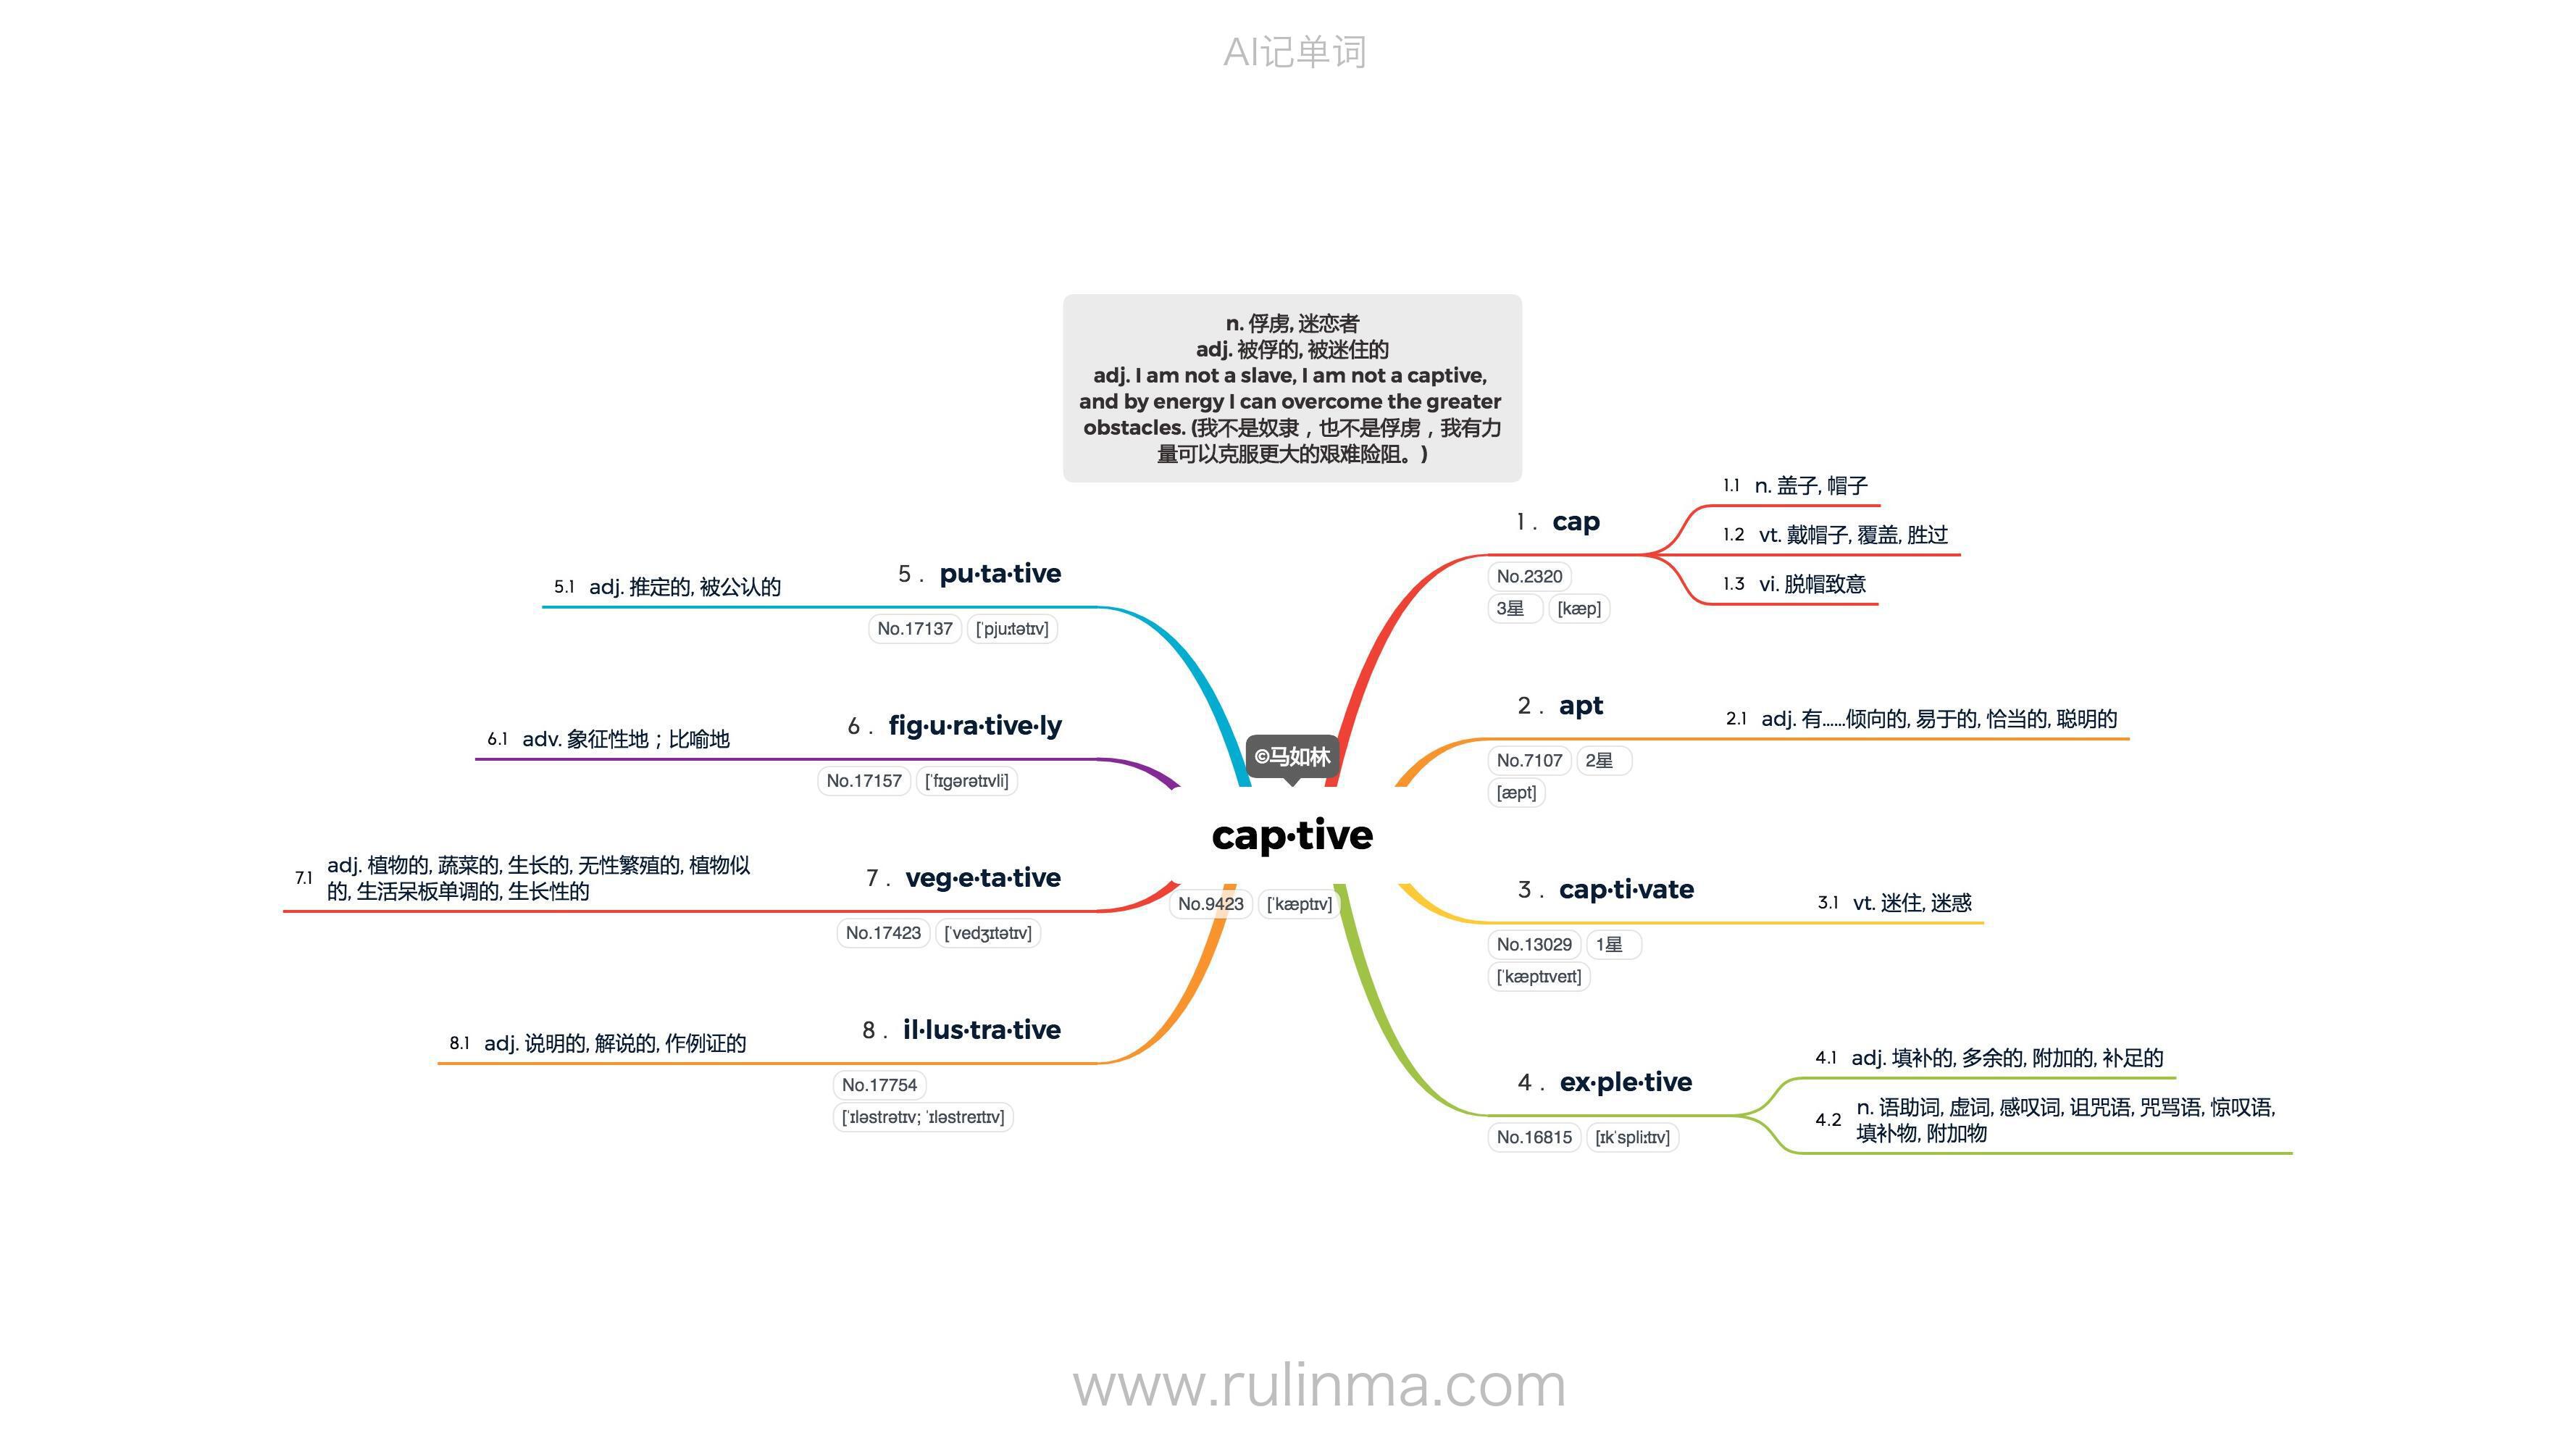 AI记单词
n. 俘虏, 迷恋者
adj. 被俘的, 被迷住的
adj. I am not a slave, I am not a captive,
and by energy I can overcome the greater
obstacles. (我不是奴隶，也不是俘虏，我有力
量可以克服更大的艰难险阻。)
©马如林
cap·tive
No.9423 [ˈkæptɪv]
1. cap
No.2320
3星 [kæp]
1.1 n. 盖子, 帽子
1.2 vt. 戴帽子, 覆盖, 胜过
1.3 vi. 脱帽致意
2. apt
No.7107 2星
[æpt]
2.1 adj. 有……倾向的, 易于的, 恰当的, 聪明的
3. cap·ti·vate
No.13029 1星
[ˈkæptɪveɪt]
3.1 vt. 迷住, 迷惑
4. ex·ple·tive
No.16815 [ɪkˈspliːtɪv]
4.1 adj. 填补的, 多余的, 附加的, 补足的
4.2 n. 语助词, 虚词, 感叹词, 诅咒语, 咒骂语, 惊叹语,
填补物, 附加物
5. pu·ta·tive
No.17137 [ˈpjuːtətɪv]
5.1 adj. 推定的, 被公认的
6. fig·u·ra·tive·ly
No.17157 [ˈfɪgərətɪvli]
6.1 adv. 象征性地；比喻地
7. veg·e·ta·tive
No.17423 [ˈvedʒɪtətɪv]
7.1 adj. 植物的, 蔬菜的, 生长的, 无性繁殖的, 植物似
的, 生活呆板单调的, 生长性的
8. il·lus·tra·tive
No.17754
[ˈɪləstrətɪv; ˈɪləstreɪtɪv]
8.1 adj. 说明的, 解说的, 作例证的
www.rulinma.com